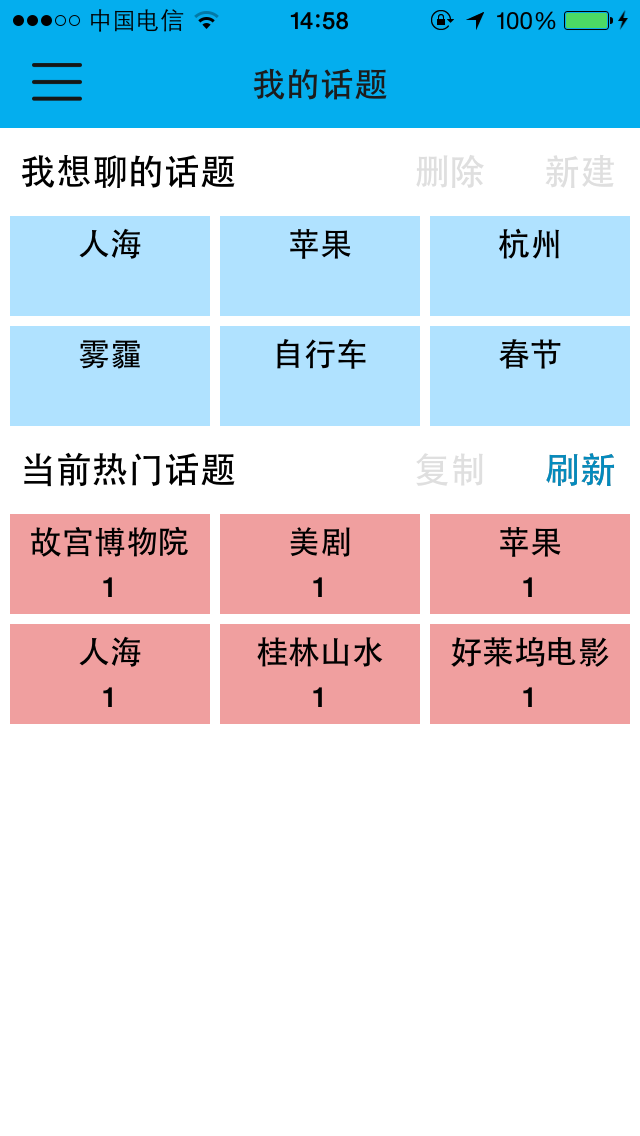 中国电信 14:58 100%
我的话题
我想聊的话题 删除 新建
人海 苹果 杭州
雾霾 自行车 春节
当前热门话题 复制 刷新
故宫博物院 美剧 苹果
1 1 1
人海 桂林山水 好莱坞电影
1 1 1